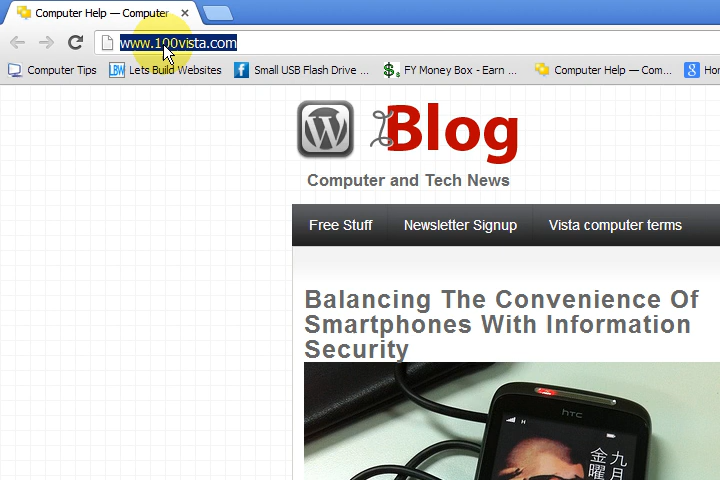 Computer Help — Computer
www.100vista.com
Computer Tips
Lets Build Websites
Small USB Flash Drive ...
FY Money Box - Earn ...
Computer Help — Com...
Hom
Blog
Computer and Tech News
Free Stuff
Newsletter Signup
Vista computer terms
Balancing The Convenience Of
Smartphones With Information
Security
hTC
H
九月
金曜